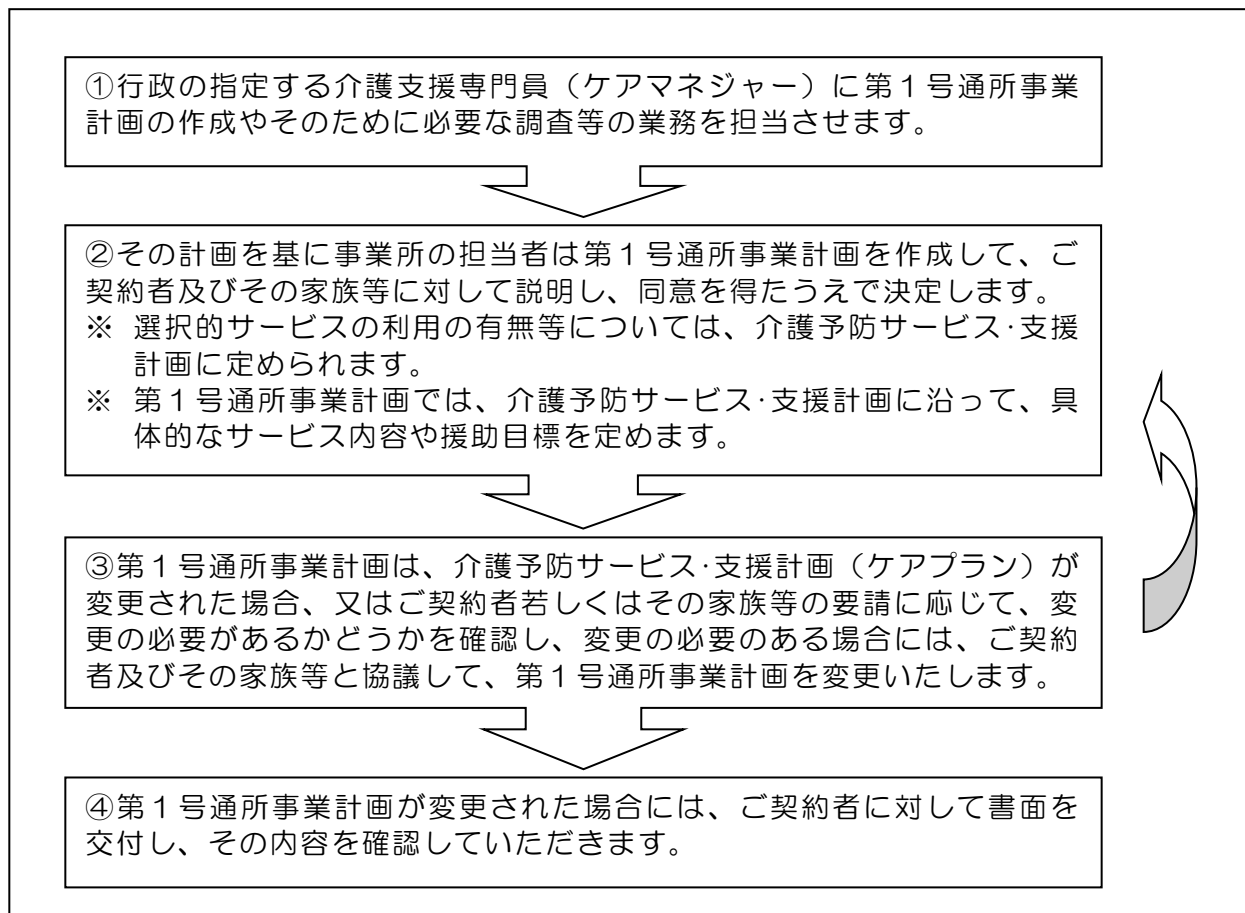 ①行政の指定する介護支援専門員（ケアマネジャー）に第１号通所事業
計画の作成やそのために必要な調査等の業務を担当させます。
②その計画を基に事業所の担当者は第１号通所事業計画を作成して、ご
契約者及びその家族等に対して説明し、同意を得たうえで決定します。
※ 選択的サービスの利用の有無等については、介護予防サービス･支援
計画に定められます。
※ 第１号通所事業計画では、介護予防サービス･支援計画に沿って、具
体的なサービス内容や援助目標を定めます。
③第１号通所事業計画は、介護予防サービス･支援計画（ケアプラン）が
変更された場合、又はご契約者若しくはその家族等の要請に応じて、変
更の必要があるかどうかを確認し、変更の必要のある場合には、ご契約
者及びその家族等と協議して、第１号通所事業計画を変更いたします。
④第１号通所事業計画が変更された場合には、ご契約者に対して書面を
交付し、その内容を確認していただきます。